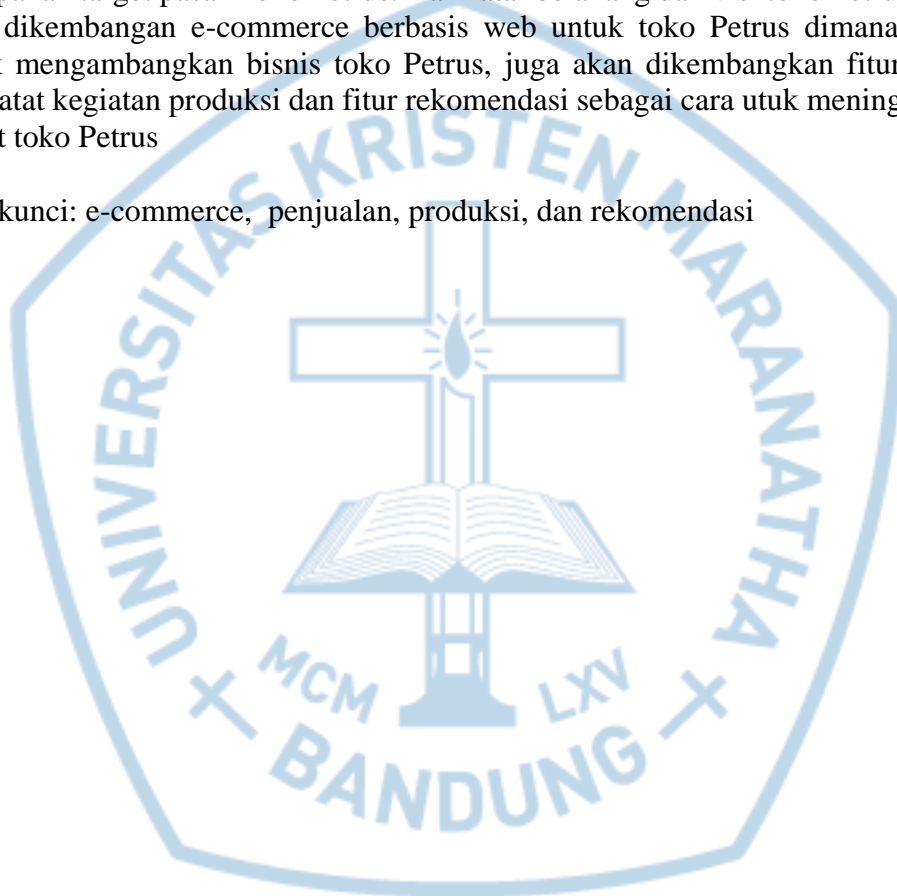 dikembangan e-commerce berbasis web untuk toko Petrus dimana
mengambangkan bisnis toko Petrus, juga akan dikembangkan fitur
atat kegiatan produksi dan fitur rekomendasi sebagai cara utuk mening
t toko Petrus
kunci: e-commerce, penjualan, produksi, dan rekomendasi
UNIVERSITAS KRISTEN MARANATHA
MCM LXV
BANDUNG